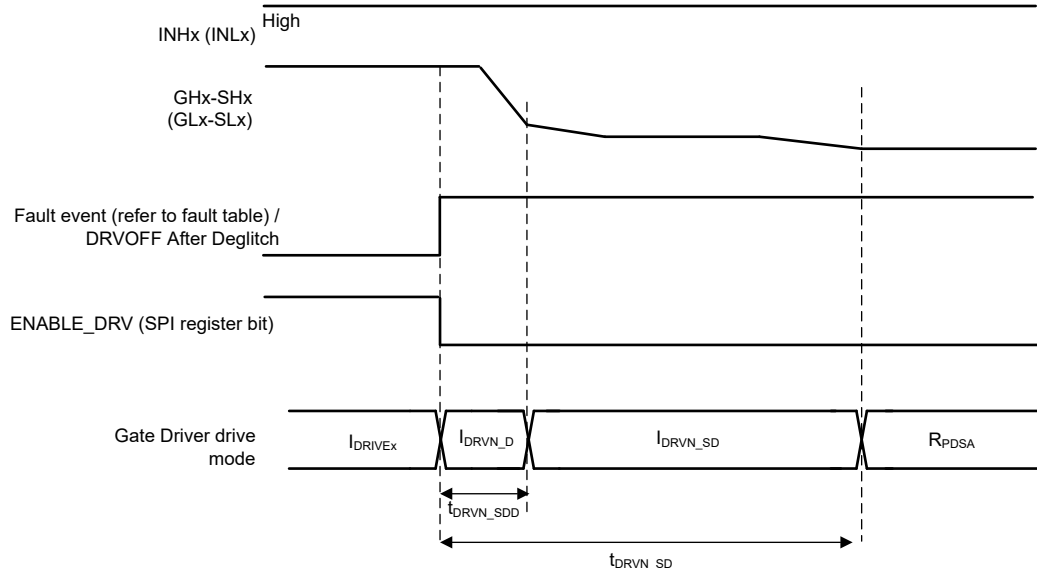 High
INHx (INLx)
GHx-SHx
(GLx-SLx)
Fault event (refer to fault table) /
DRVOFF After Deglitch
ENABLE_DRV (SPI register bit)
Gate Driver drive
mode
IDRIVEx
IDRVN_D
IDRVN_SD
RPDSA
tDRVN_SDD
tDRVN_SD